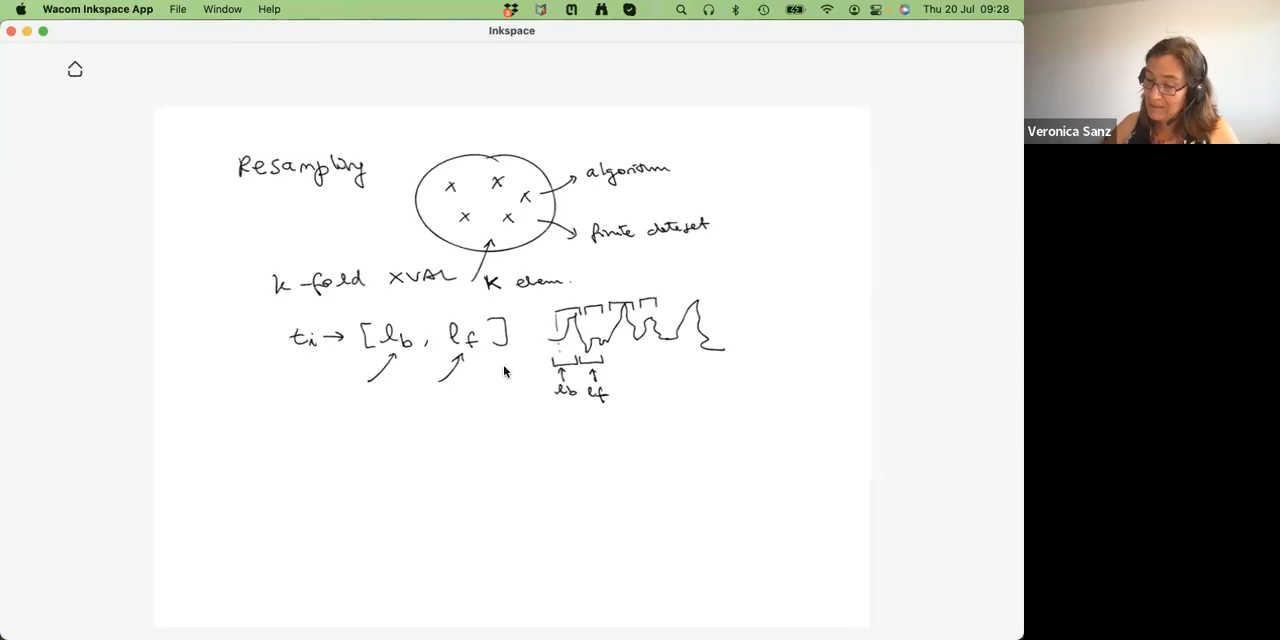 Wacom Inkspace App File Window Help Thu 20 Jul 09:28
Inkspace
Veronica Sanz
Resampling
algorithm
finite dataset
k-fold XVAL K elem.
ti → [lb, lf]
lb lf